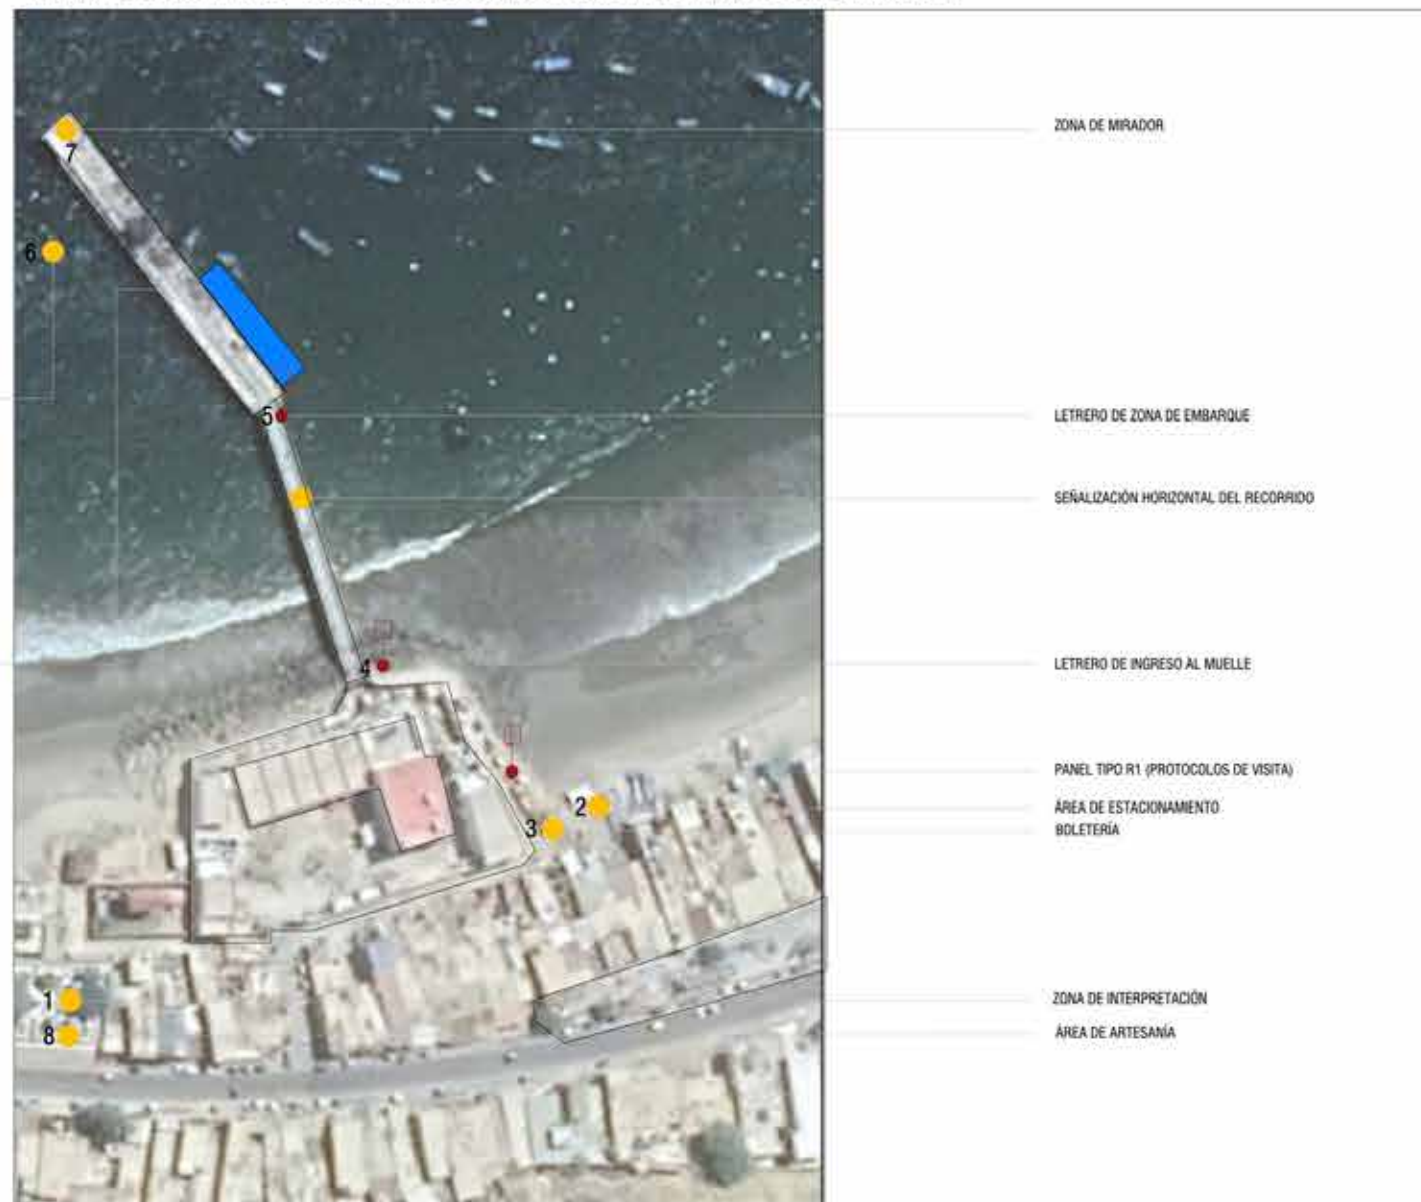 ZONA DE MIRADOR
7
6
5
LETRERO DE ZONA DE EMBARQUE
SEÑALIZACIÓN HORIZONTAL DEL RECORRIDO
4
LETRERO DE INGRESO AL MUELLE
PANEL TIPO R1 (PROTOCOLOS DE VISITA)
2
ÁREA DE ESTACIONAMIENTO
3
BOLETERÍA
1
ZONA DE INTERPRETACIÓN
8
ÁREA DE ARTESANÍA